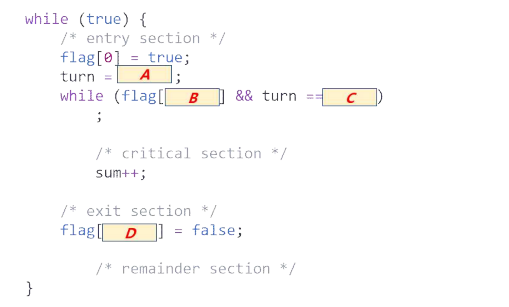 while (true) {
/* entry section */
flag[0] = true;
turn = A ;
while (flag[ B ] && turn == C )
;
/* critical section */
sum++;
/* exit section */
flag[ D ] = false;
/* remainder section */
}